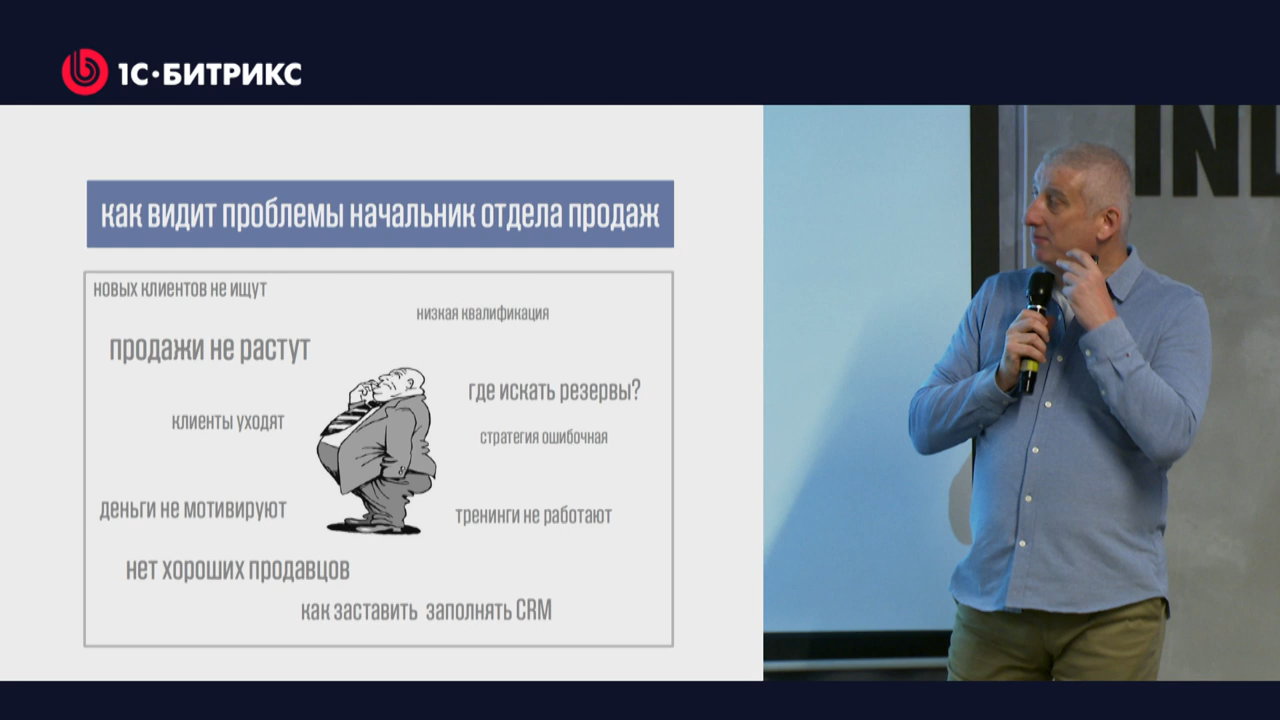 1С·БИТРИКС
как видит проблемы начальник отдела продаж
новых клиентов не ищут
низкая квалификация
продажи не растут
где искать резервы?
клиенты уходят
стратегия ошибочная
деньги не мотивируют
тренинги не работают
нет хороших продавцов
как заставить заполнять CRM